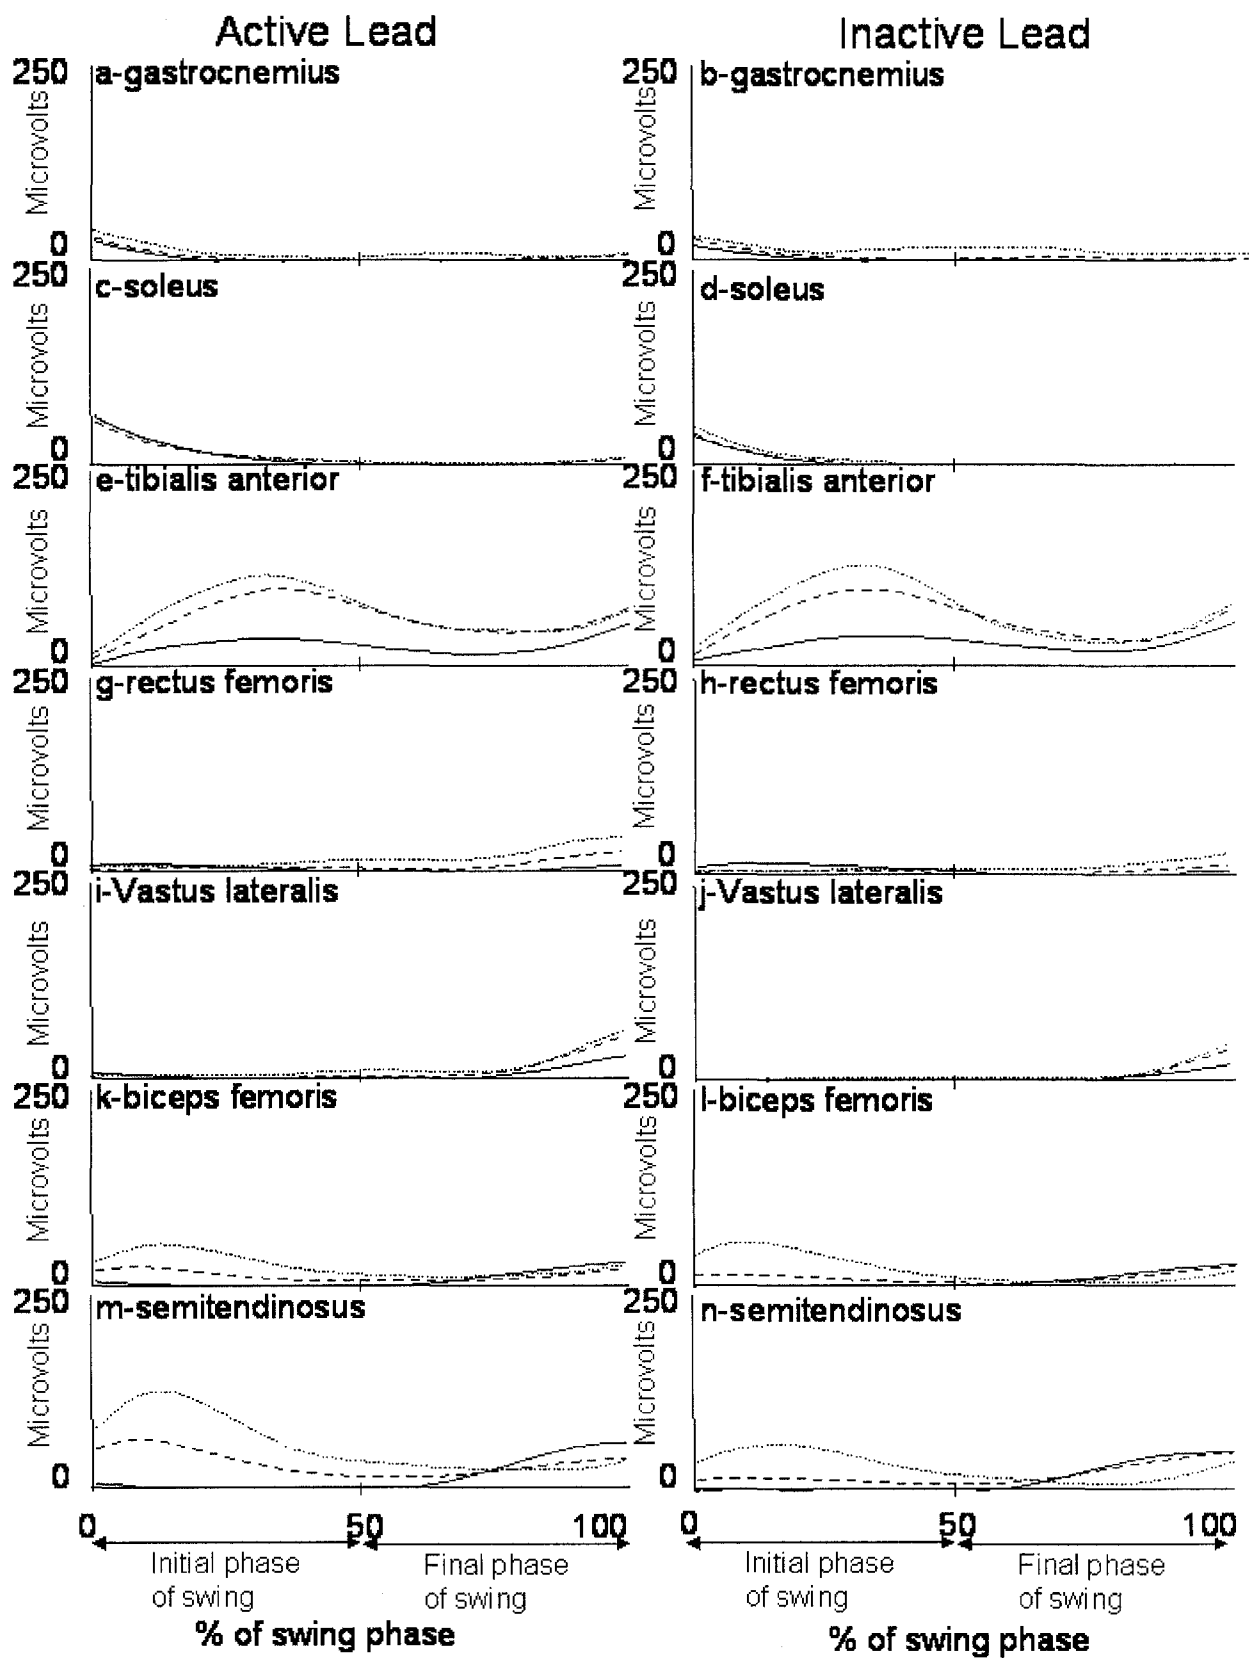 Active Lead
Inactive Lead
250 a-gastrocnemius
Microvolts
0
250 b-gastrocnemius
Microvolts
0
250 c-soleus
Microvolts
0
250 d-soleus
Microvolts
0
250 e-tibialis anterior
Microvolts
0
250 f-tibialis anterior
Microvolts
0
250 g-rectus femoris
Microvolts
0
250 h-rectus femoris
Microvolts
0
250 i-Vastus lateralis
Microvolts
0
250 j-Vastus lateralis
Microvolts
0
250 k-biceps femoris
Microvolts
0
250 l-biceps femoris
Microvolts
0
250 m-semitendinosus
Microvolts
0
250 n-semitendinosus
Microvolts
0
0 50 100
Initial phase
of swing
Final phase
of swing
% of swing phase
0 50 100
Initial phase
of swing
Final phase
of swing
% of swing phase